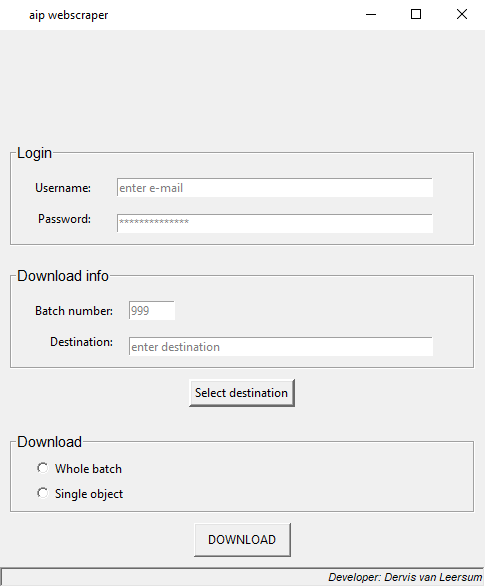 aip webscraper
Login
Username: enter e-mail
Password: **************
Download info
Batch number: 999
Destination: enter destination
Select destination
Download
Whole batch
Single object
DOWNLOAD
Developer: Dervis van Leersum